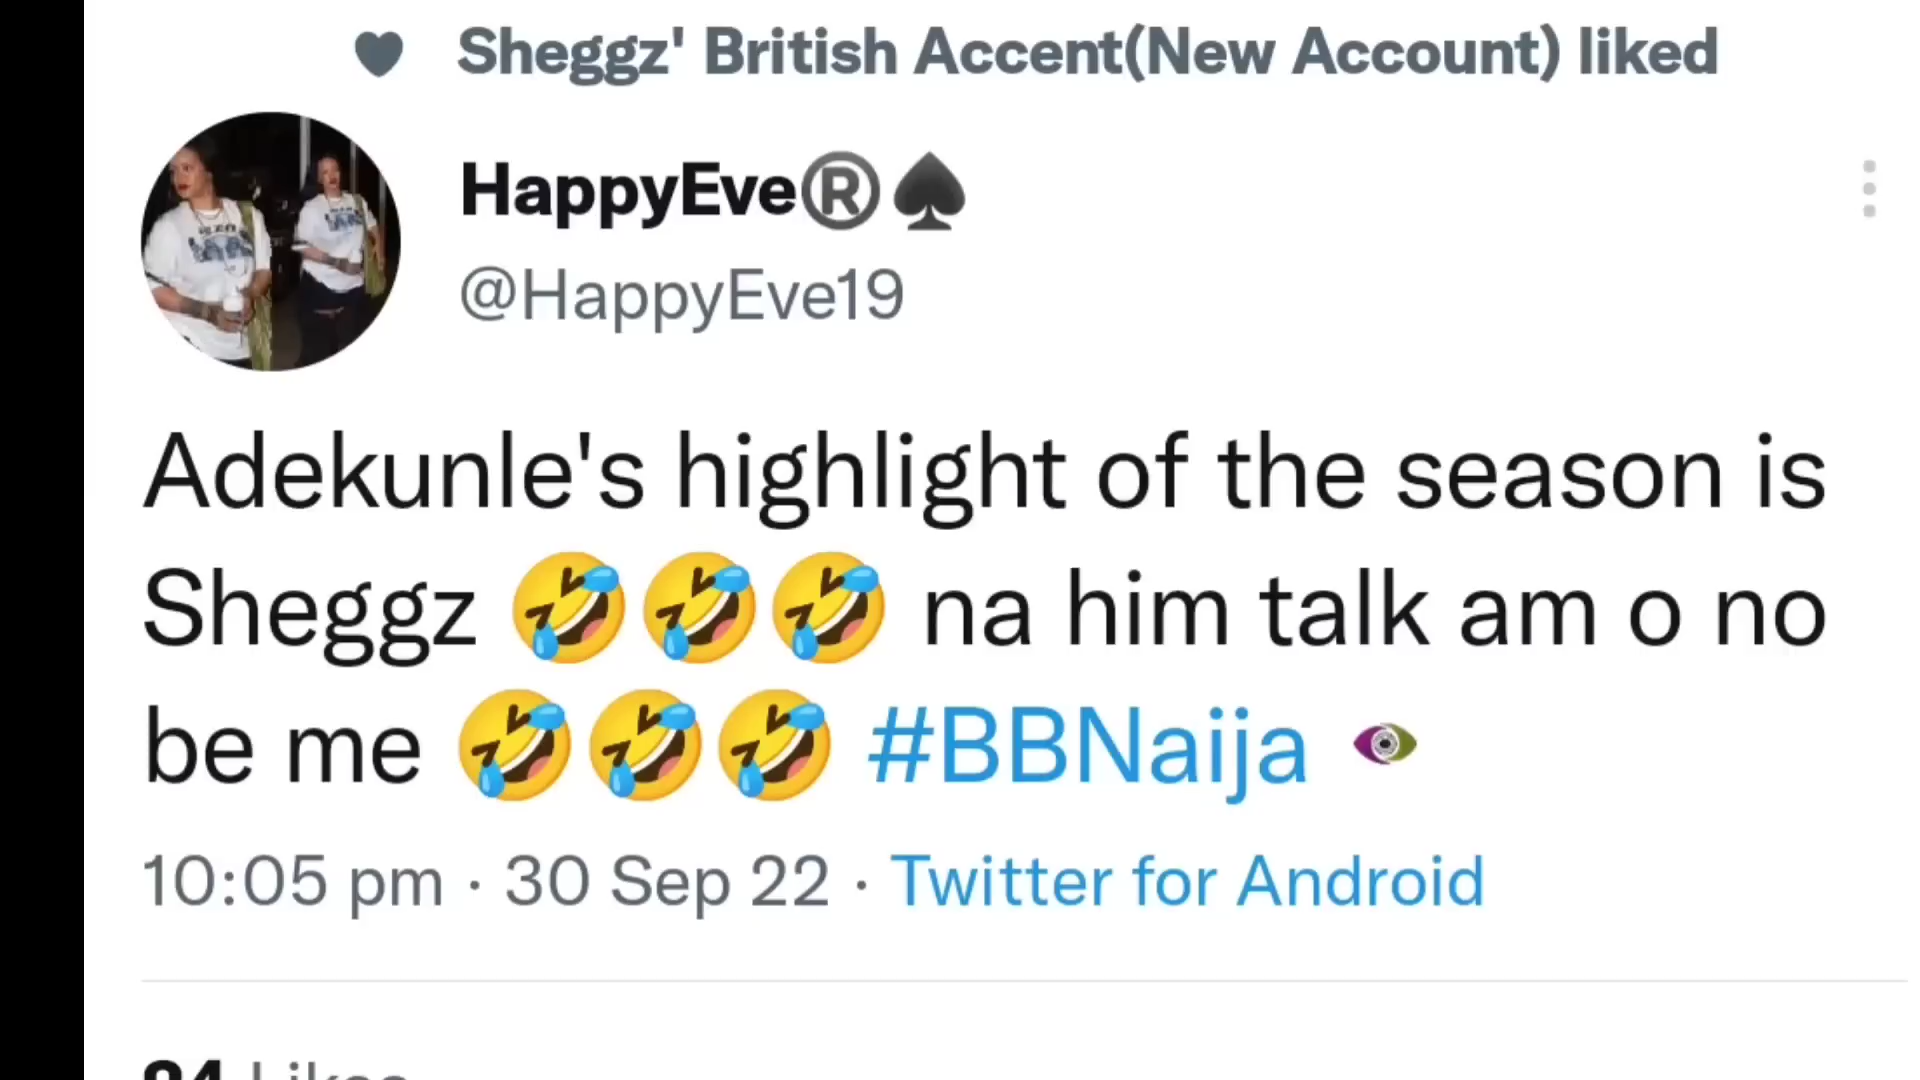 Sheggz' British Accent(New Account) liked
HappyEve®♠
@HappyEve19
Adekunle's highlight of the season is
Sheggz 🤣🤣🤣 na him talk am o no
be me 🤣🤣🤣 #BBNaija
10:05 pm · 30 Sep 22 · Twitter for Android
Likes